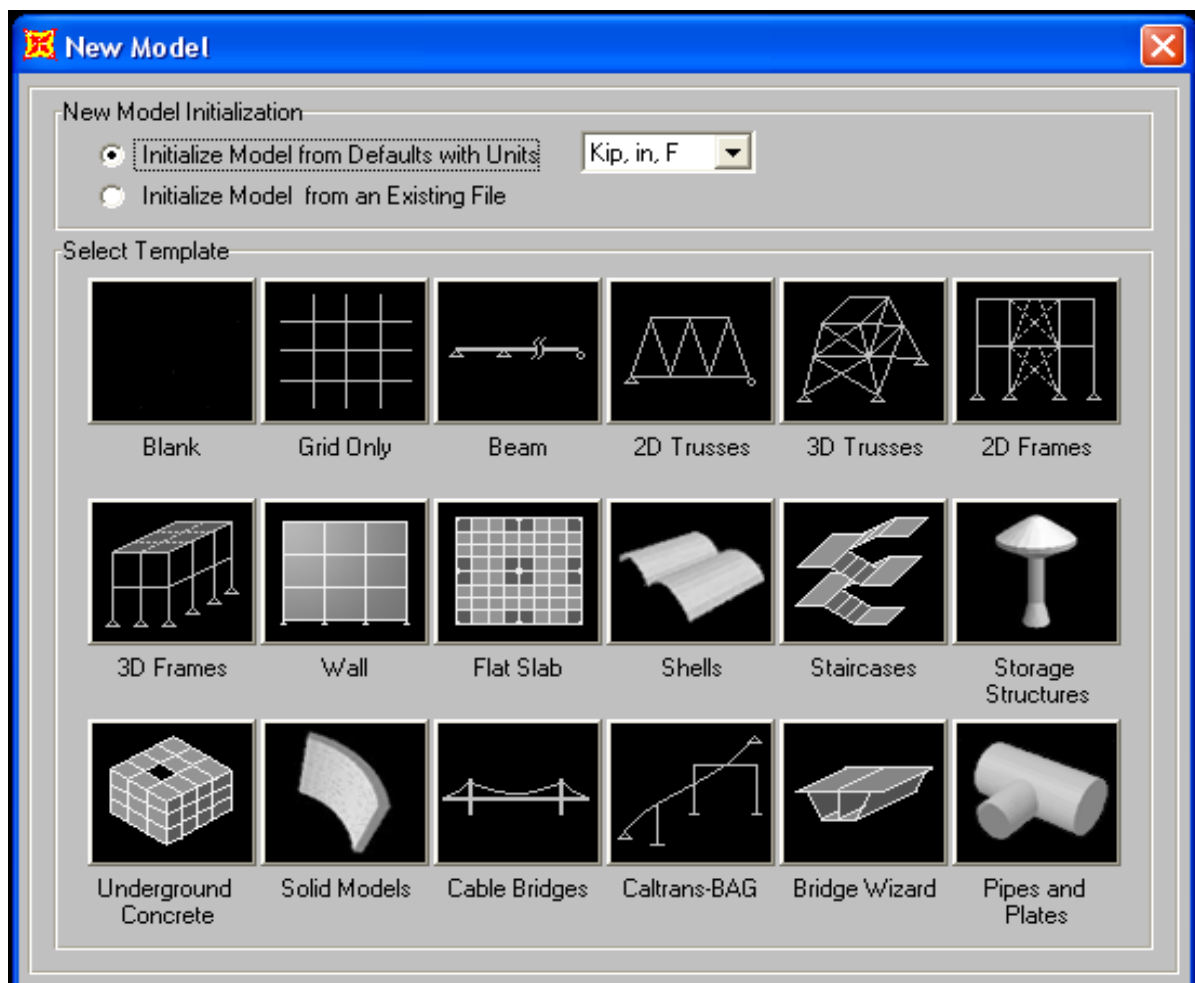 New Model
New Model Initialization
Initialize Model from Defaults with Units
Kip, in, F
Initialize Model from an Existing File
Select Template
Blank
Grid Only
Beam
2D Trusses
3D Trusses
2D Frames
3D Frames
Wall
Flat Slab
Shells
Staircases
Storage
Structures
Underground
Concrete
Solid Models
Cable Bridges
Caltrans-BAG
Bridge Wizard
Pipes and
Plates